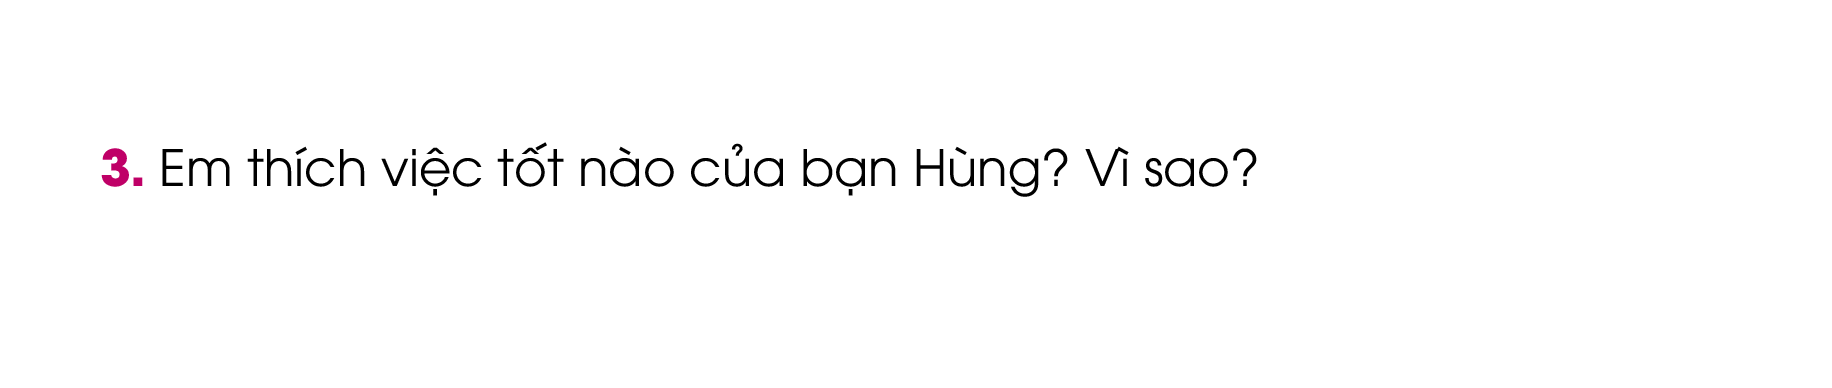 3. Em thích việc tốt nào của bạn Hùng? Vì sao?